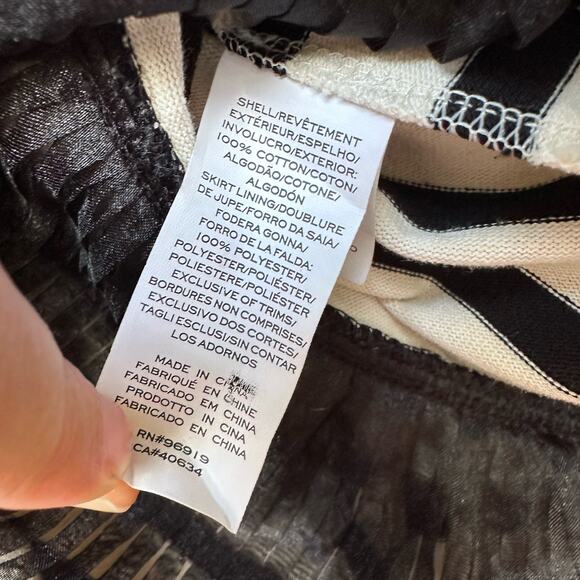 SHELL/REVÊTEMENT
EXTÉRIEUR/ESPELHO/
INVOLUCRO/EXTERIOR:
100% COTTON/COTON/
ALGODÃO/COTONE/
ALGODÓN
SKIRT LINING/DOUBLURE
DE JUPE/FORRO DA SAIA/
FODERA GONNA/
FORRO DE LA FALDA:
100% POLYESTER/
POLYESTER/POLIÉSTER/
POLIESTERE/POLIÉSTER
EXCLUSIVE OF TRIMS/
BORDURES NON COMPRISES/
EXCLUSIVO DOS CORTES/
TAGLI ESCLUSI/SIN CONTAR
LOS ADORNOS
MADE IN
FABRIQUÉ EN CHINE
FABRICADO EM CHINA
PRODOTTO IN CINA
FABRICADO EN CHINA
RN#96919
CA#40634